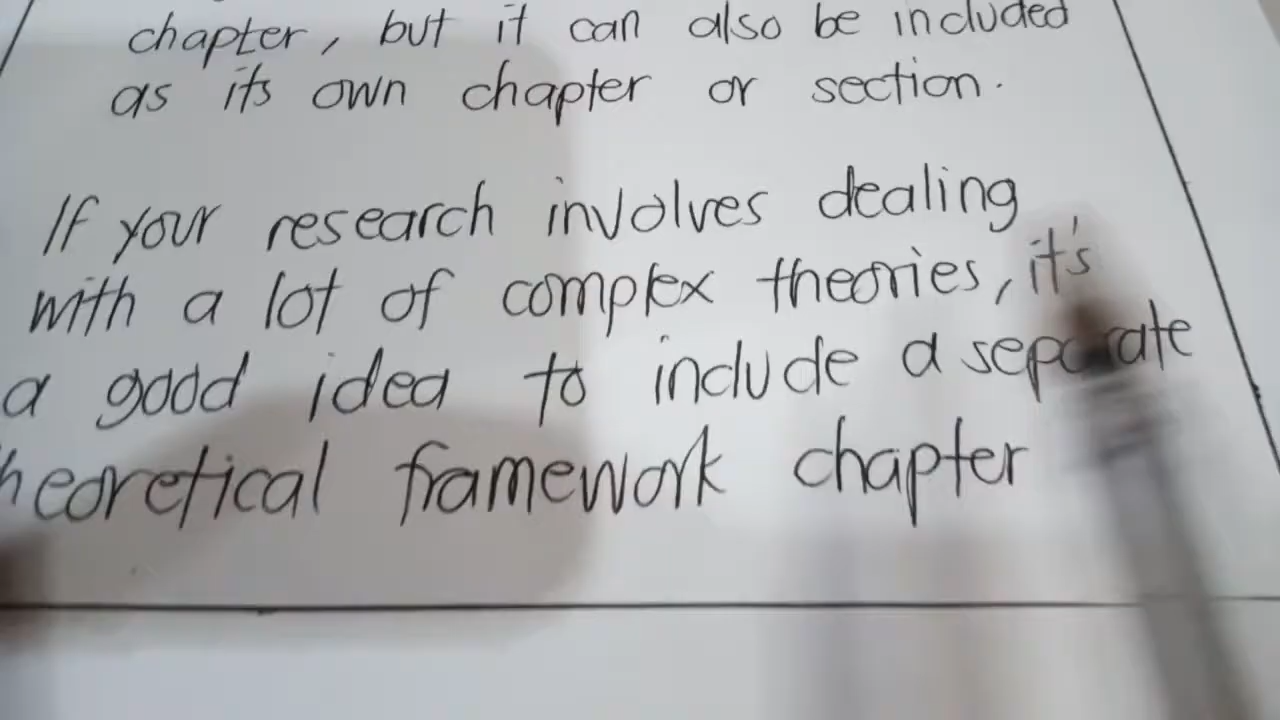 chapter, but it can also be included
as its own chapter or section.
If your research involves dealing
with a lot of complex theories, it's
a good idea to include a separate
heoretical framework chapter